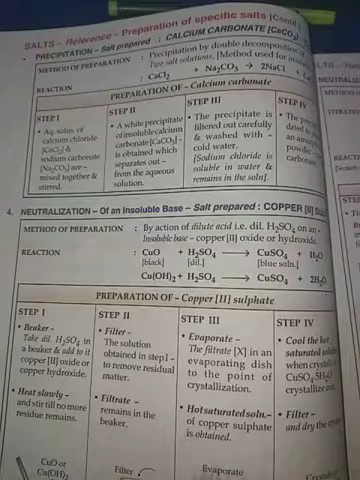 SALTS – Reference – Preparation of specific salts [Contd.
• PRECIPITATION – Salt prepared : CALCIUM CARBONATE [CaCO₃]
METHOD OF PREPARATION : Precipitation by double decomposition of
Two salt solutions. [Method used for
REACTION : CaCl₂ + Na₂CO₃ → 2NaCl +
PREPARATION OF – Calcium carbonate
STEP I
• Aq. solns. of
calcium chloride
[CaCl₂] &
sodium carbonate
[Na₂CO₃] are –
mixed together &
stirred.
STEP II
• A white precipitate
of insoluble calcium
carbonate [CaCO₃] –
is obtained which
separates out –
from the aqueous
solution.
STEP III
• The precipitate is
filtered out carefully
& washed with –
cold water.
[Sodium chloride is
soluble in water &
remains in the soln].
STEP IV
• The
dried
an
powder
carbonate
4. NEUTRALIZATION – Of an Insoluble Base – Salt prepared : COPPER [II]
METHOD OF PREPARATION : By action of dilute acid i.e. dil. H₂SO₄ on an –
Insoluble base – copper [II] oxide or hydroxide.
REACTION : CuO + H₂SO₄ ⟶ CuSO₄ + H₂O
[black] [dil.] [blue soln.]
Cu(OH)₂ + H₂SO₄ ⟶ CuSO₄ + 2H₂O
PREPARATION OF – Copper [II] sulphate
STEP I
• Beaker –
Take dil. H₂SO₄ in
a beaker & add to it
copper [II] oxide or
copper hydroxide.
• Heat slowly –
and stir till no more
residue remains.
STEP II
• Filter –
The solution
obtained in step I –
to remove residual
matter.
• Filtrate –
remains in the
beaker.
STEP III
• Evaporate –
The filtrate [X] in an
evaporating dish
to the point of
crystallization.
• Hot saturated soln. –
of copper sulphate
is obtained.
STEP IV
• Cool the hot
saturated
when crystals
CuSO₄.5H₂O
crystallize out.
• Filter –
and dry the
CuO or
Cu(OH)₂
Filter
Evaporate